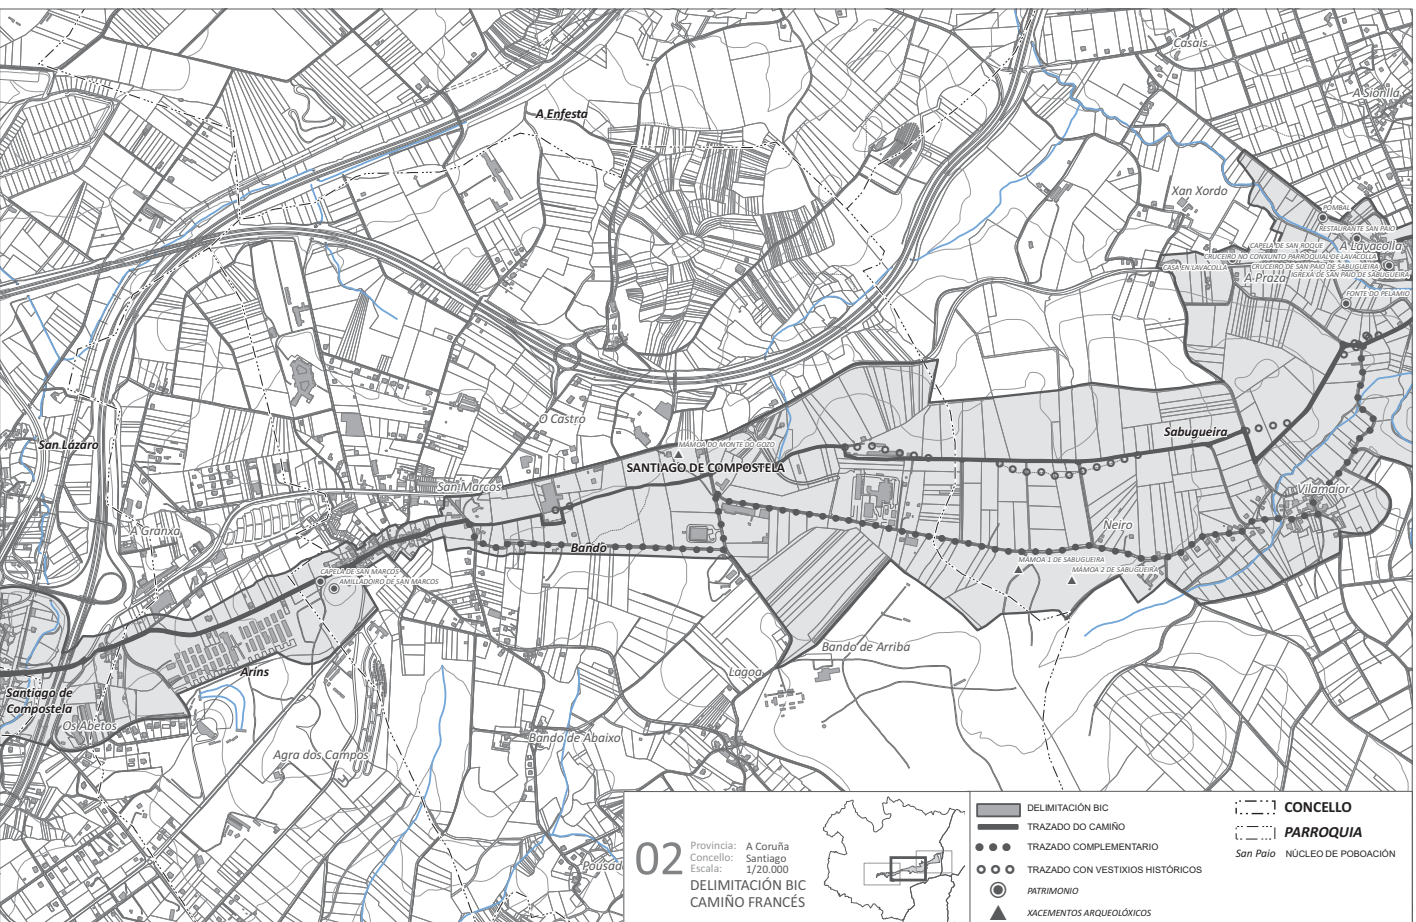 Casais
A Sionlla
A Enfesta
Xan Xordo
POMBAL
RESTAURANTE SAN PAIO
CAPELA DE SAN ROQUE
A Lavacolla
CRUCEIRO NO CONXUNTO PARROQUIAL DE LAVACOLLA
CASA EN LAVACOLLA
CRUCEIRO DE SAN PAIO DE SABUGUEIRA
IGREXA DE SAN PAIO DE SABUGUEIRA
A Praza
FONTE DO PELAMIO
O Castro
San Lázaro
MÁMOA DO MONTE DO GOZO
Sabugueira
SANTIAGO DE COMPOSTELA
San Marcos
Vilamaior
A Granxa
Neiro
Bando
MÁMOA 1 DE SABUGUEIRA
MÁMOA 2 DE SABUGUEIRA
CAPELA DE SAN MARCOS
AMILLADOIRO DE SAN MARCOS
Bando de Arriba
Lagoa
Arins
Santiago de
Compostela
Os Abetos
Bando de Abaixo
Agra dos Campos
Pousad
02
Provincia: A Coruña
Concello: Santiago
Escala: 1/20.000
DELIMITACIÓN BIC
CAMIÑO FRANCÉS
DELIMITACIÓN BIC
TRAZADO DO CAMIÑO
TRAZADO COMPLEMENTARIO
TRAZADO CON VESTIXIOS HISTÓRICOS
PATRIMONIO
XACEMENTOS ARQUEOLÓXICOS
CONCELLO
PARROQUIA
San Paio NÚCLEO DE POBOACIÓN